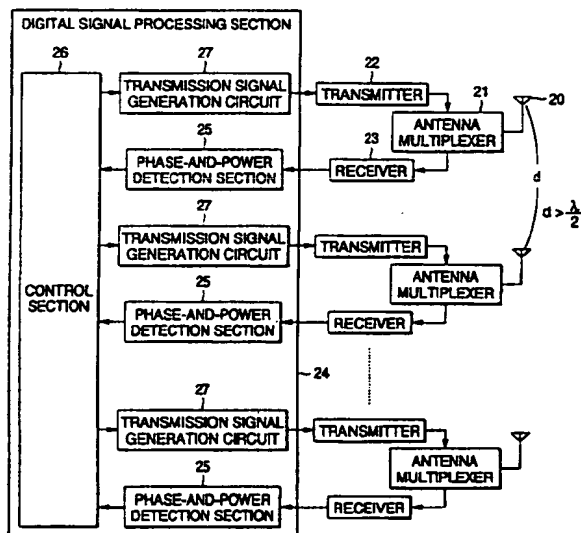 DIGITAL SIGNAL PROCESSING SECTION
26
27
TRANSMISSION SIGNAL
GENERATION CIRCUIT
22
TRANSMITTER
21
ANTENNA
MULTIPLEXER
20
25
PHASE-AND-POWER
DETECTION SECTION
23
RECEIVER
d
d > λ/2
27
TRANSMISSION SIGNAL
GENERATION CIRCUIT
TRANSMITTER
ANTENNA
MULTIPLEXER
CONTROL
SECTION
25
PHASE-AND-POWER
DETECTION SECTION
RECEIVER
24
27
TRANSMISSION SIGNAL
GENERATION CIRCUIT
TRANSMITTER
ANTENNA
MULTIPLEXER
25
PHASE-AND-POWER
DETECTION SECTION
RECEIVER